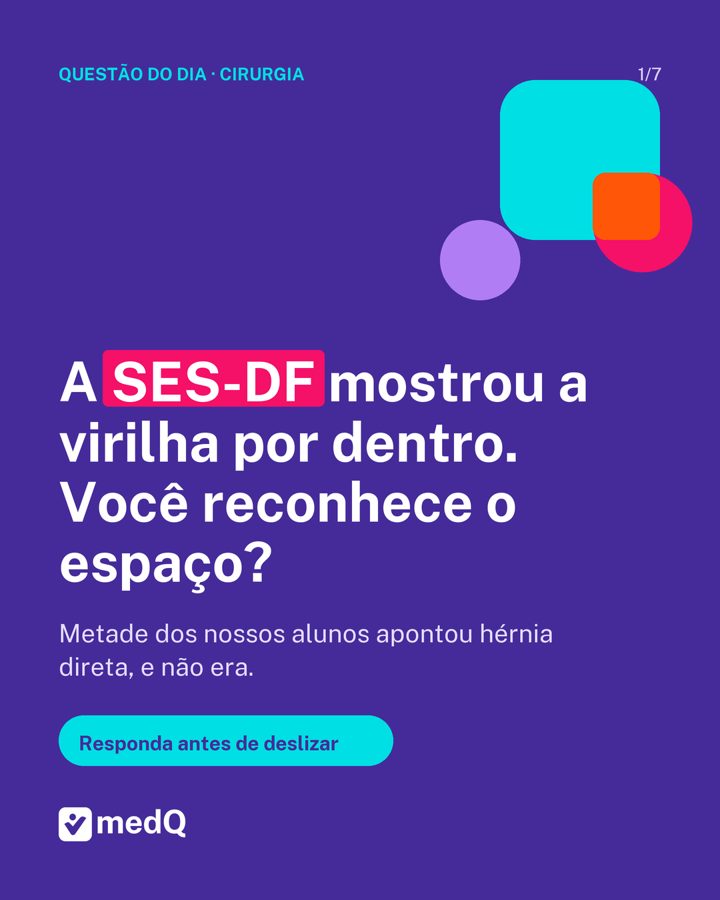 QUESTÃO DO DIA · CIRURGIA
1/7
A SES-DF mostrou a
virilha por dentro.
Você reconhece o
espaço?
Metade dos nossos alunos apontou hérnia
direta, e não era.
Responda antes de deslizar
medQ